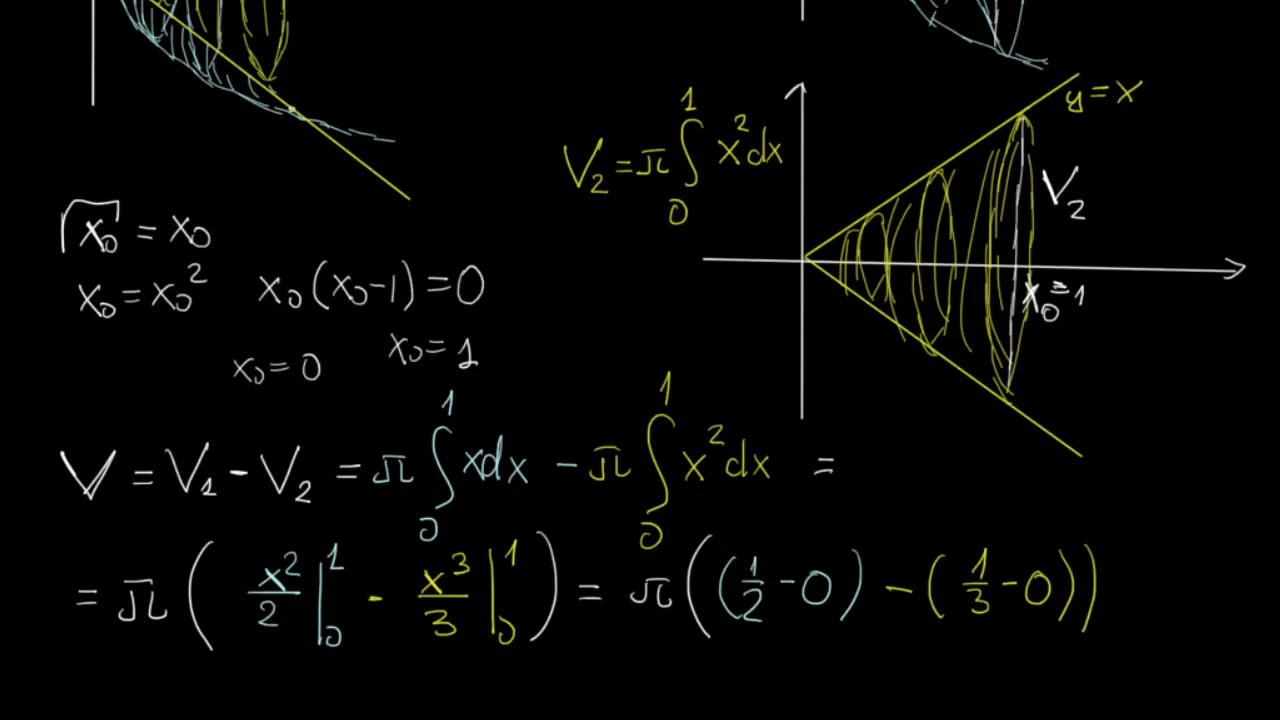 y = x
V₂ = π ∫₀¹ x² dx
V₂
√x₀ = x₀
x₀ = x₀² x₀(x₀-1) = 0
x₀ = 1
x₀ = 0 x₀ = 1
V = V₁ - V₂ = π ∫₀¹ xdx - π ∫₀¹ x² dx =
= π ( x²/2 |₀¹ - x³/3 |₀¹ ) = π ((1/2 - 0) - (1/3 - 0))